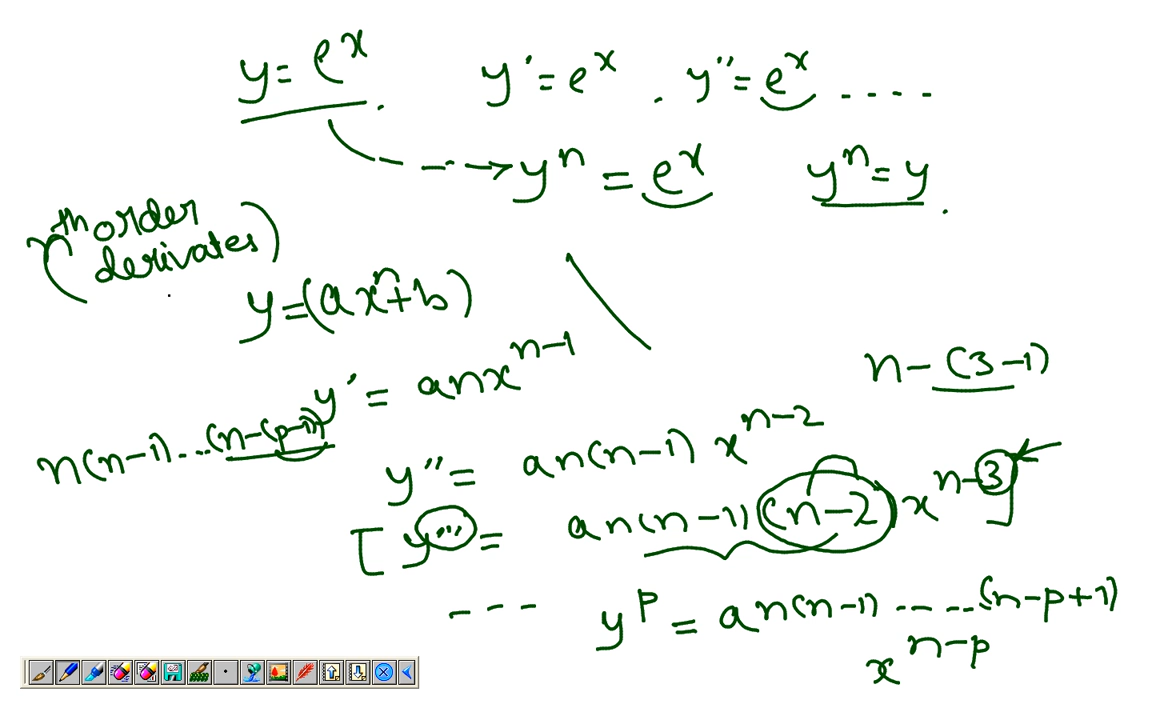 y = e^x . y' = e^x . y'' = e^x ....
---→ y^n = e^x y^n = y .
(n^th order
derivates)
y = (ax^n + b)
y' = anx^{n-1}
n - (3-1)
n(n-1)...(n-(p-1))
y'' = an(n-1) x^{n-2}
[ y''' = an(n-1)(n-2) x^{n-3} ]
--- y^p = an(n-1) ......(n-p+1)
x^{n-p}